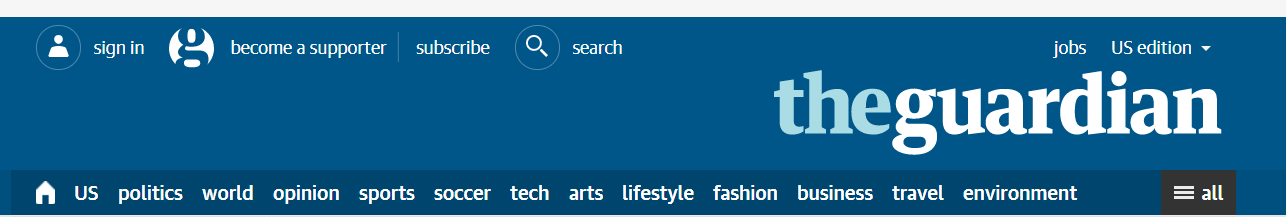 sign in become a supporter subscribe search jobs US edition
theguardian
US politics world opinion sports soccer tech arts lifestyle fashion business travel environment all